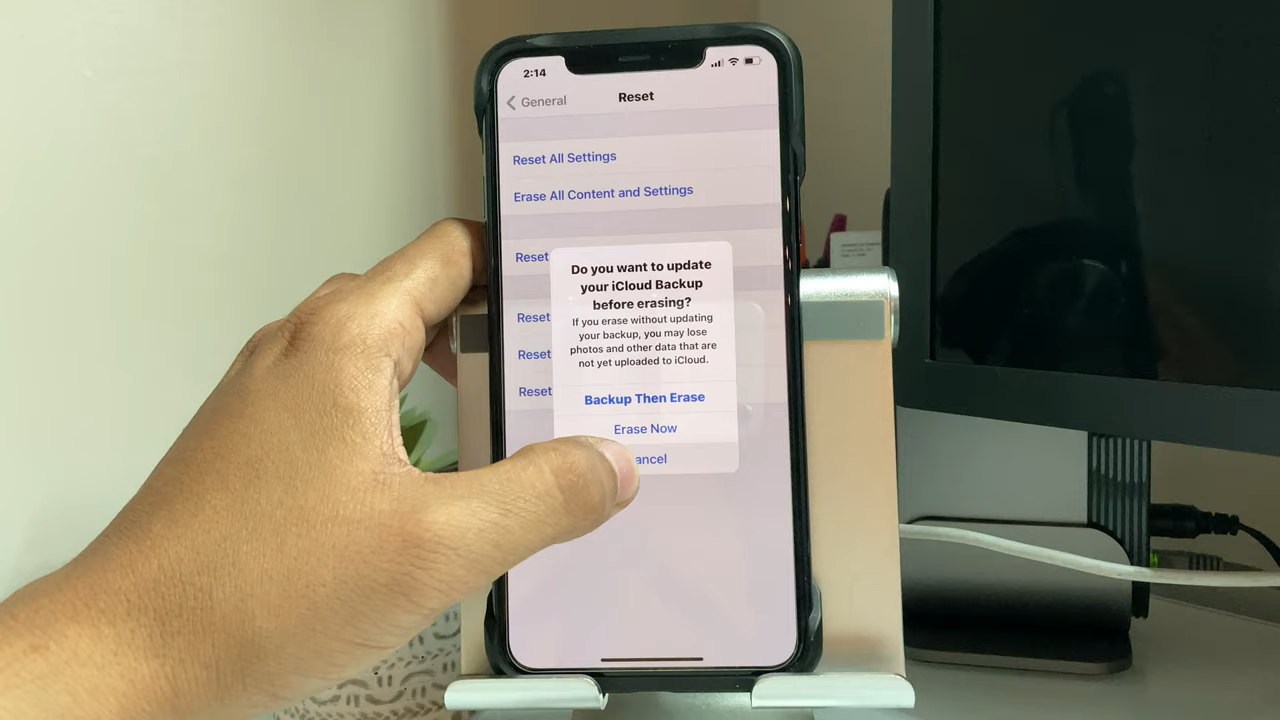 2:14
General
Reset
Reset All Settings
Erase All Content and Settings
Reset
Do you want to update
your iCloud Backup
before erasing?
If you erase without updating
your backup, you may lose
photos and other data that are
not yet uploaded to iCloud.
Reset
Reset
Reset
Backup Then Erase
Erase Now
ancel